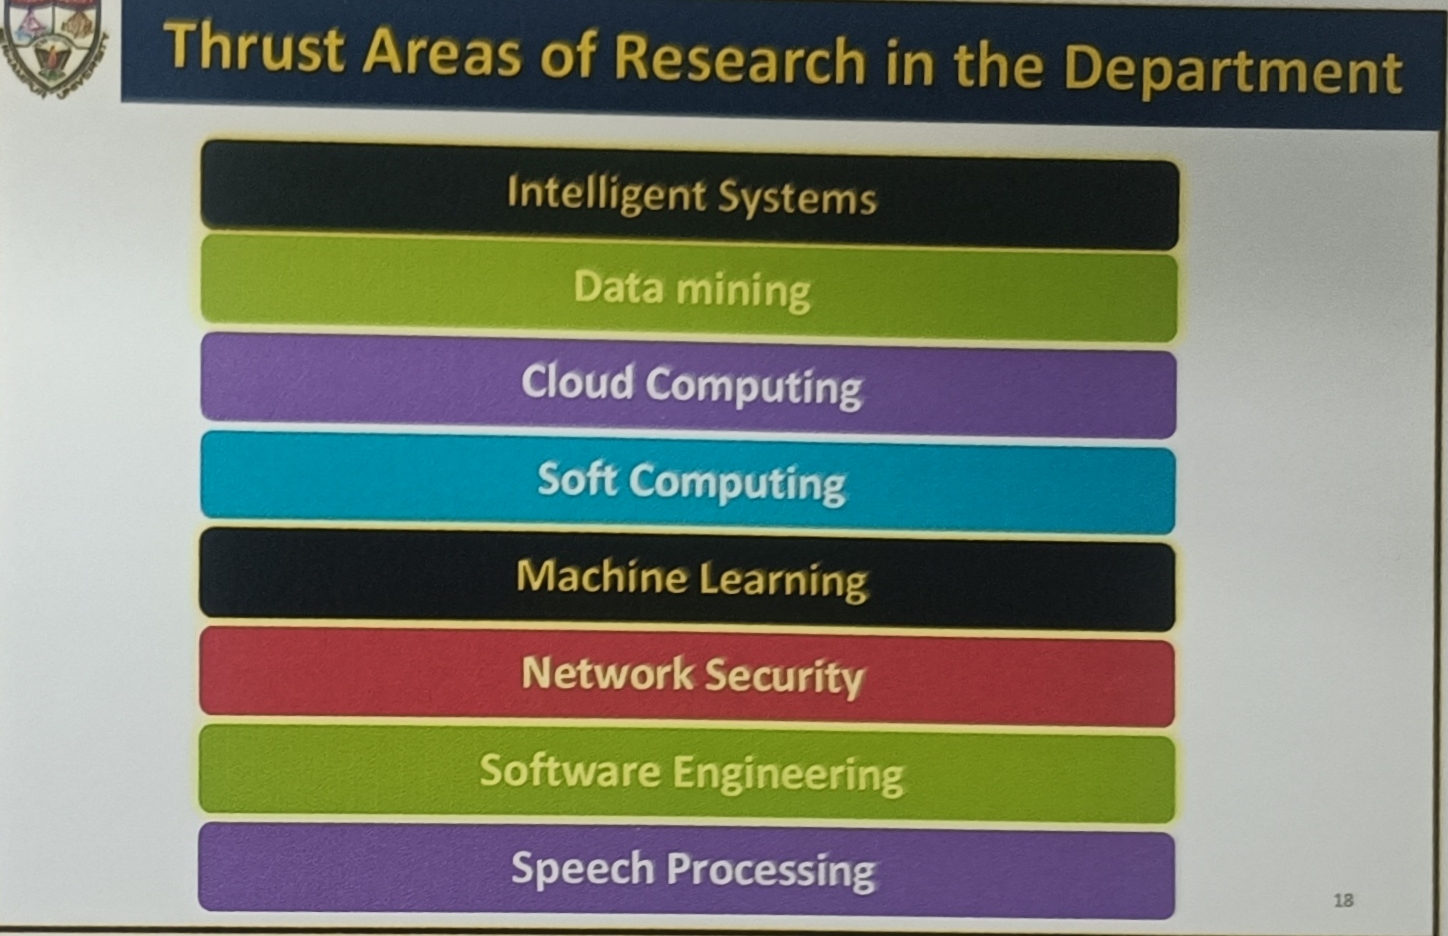 Thrust Areas of Research in the Department
Intelligent Systems
Data mining
Cloud Computing
Soft Computing
Machine Learning
Network Security
Software Engineering
Speech Processing
18